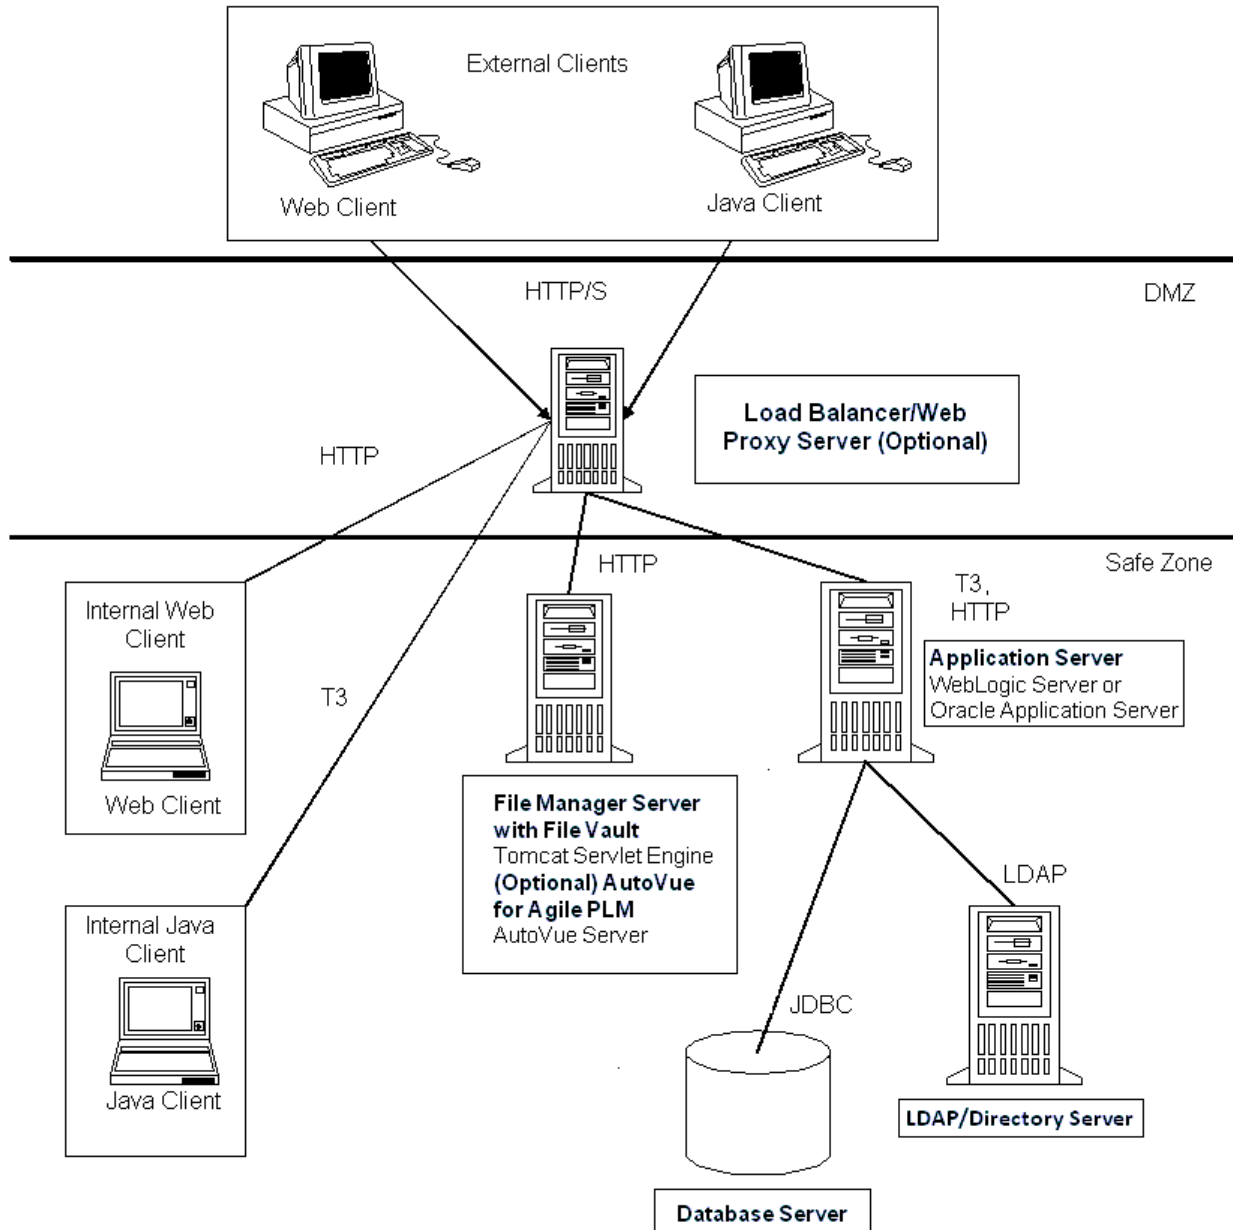 External Clients
Web Client
Java Client
HTTP/S
DMZ
Load Balancer/Web
Proxy Server (Optional)
HTTP
HTTP
Safe Zone
T3,
HTTP
Internal Web
Client
Web Client
T3
Application Server
WebLogic Server or
Oracle Application Server
File Manager Server
with File Vault
Tomcat Servlet Engine
(Optional) AutoVue
for Agile PLM
AutoVue Server
LDAP
Internal Java
Client
Java Client
JDBC
LDAP/Directory Server
Database Server